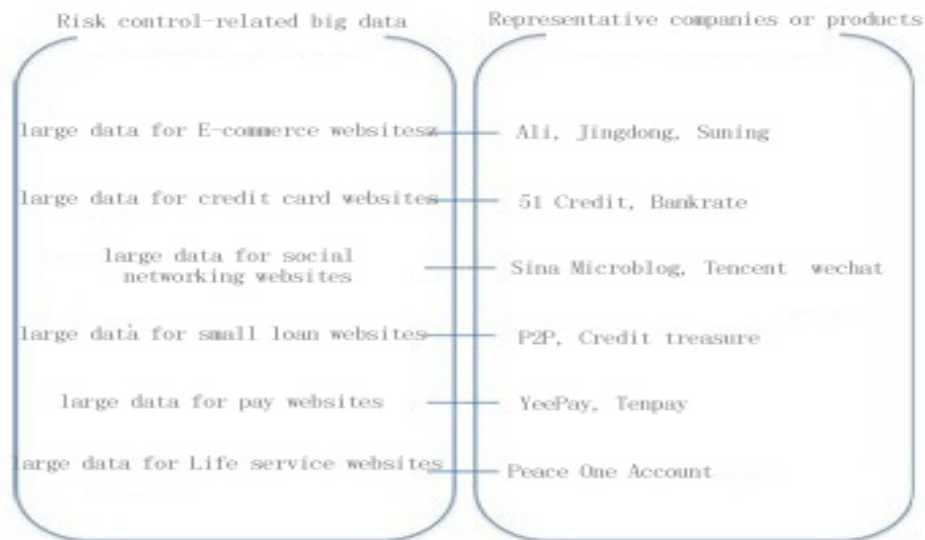 Risk control-related big data
Representative companies or products
large data for E-commerce websitesz
Ali, Jingdong, Suning
large data for credit card websites
51 Credit, Bankrate
large data for social
networking websites
Sina Microblog, Tencent wechat
large data for small loan websites
P2P, Credit treasure
large data for pay websites
YeePay, Tenpay
large data for Life service websites
Peace One Account